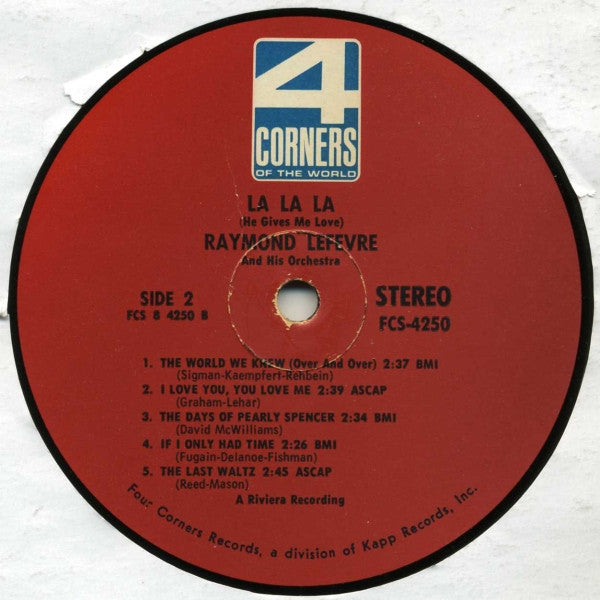 4
CORNERS
OF THE WORLD
LA LA LA
(He Gives Me Love)
RAYMOND LEFEVRE
And His Orchestra
SIDE 2
FCS 8 4250 B
STEREO
FCS-4250
1. THE WORLD WE KNEW (Over And Over) 2:37 BMI
(Sigman-Kaempfert-Rehbein)
2. I LOVE YOU, YOU LOVE ME 2:39 ASCAP
(Graham-Lehar)
3. THE DAYS OF PEARLY SPENCER 2:34 BMI
(David McWilliams)
4. IF I ONLY HAD TIME 2:26 BMI
(Fugain-Delanoe-Fishman)
5. THE LAST WALTZ 2:45 ASCAP
(Reed-Mason)
A Riviera Recording
Four Corners Records, a division of Kapp Records, Inc.